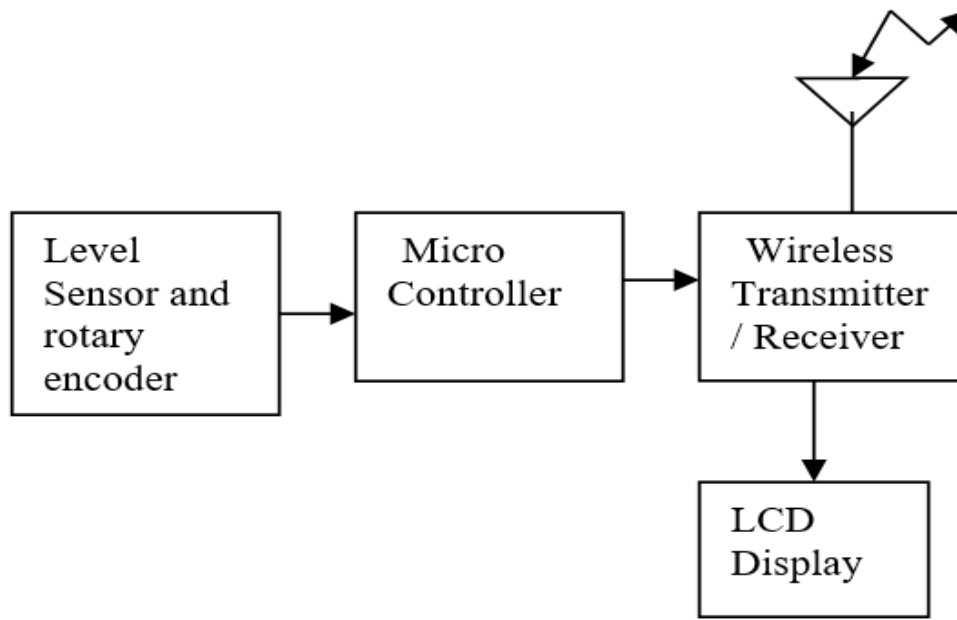 Level
Sensor and
rotary
encoder
Micro
Controller
Wireless
Transmitter
/ Receiver
LCD
Display